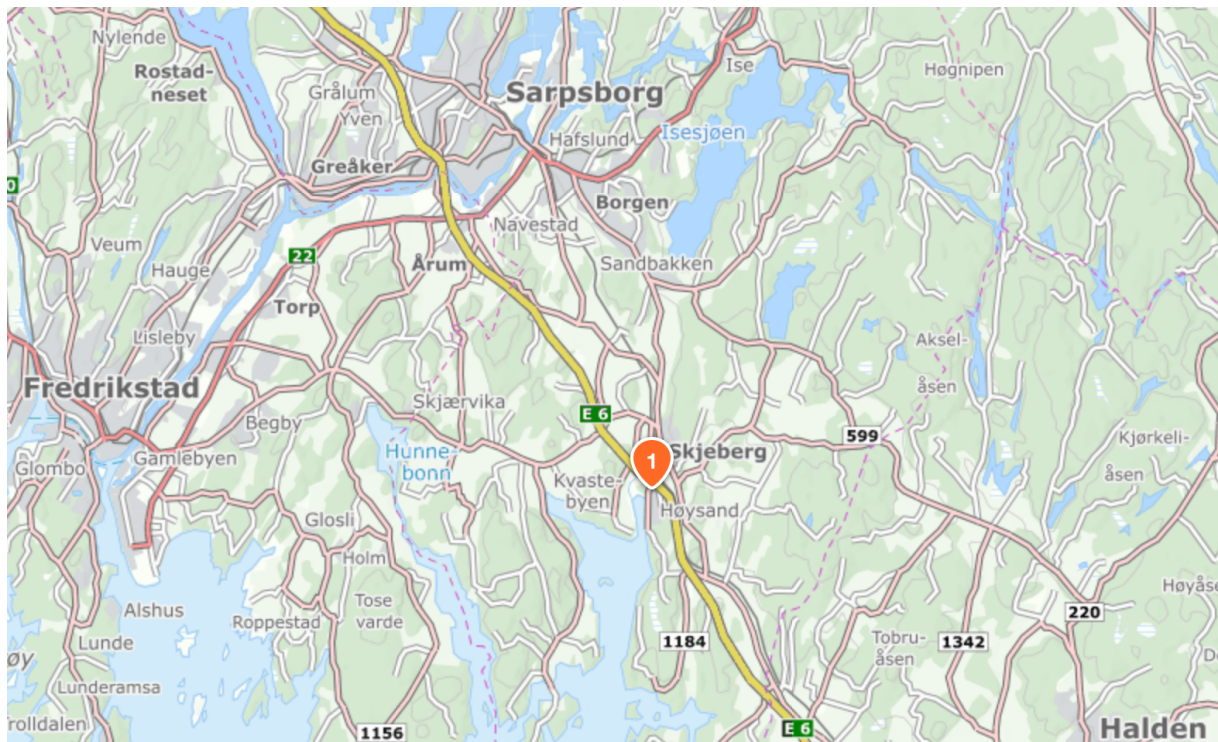 Nylende
Rostad-
neset
Ise
Høgnipen
Grålum
Yven
Sarpsborg
Hafslund
Isesjøen
Greåker
Borgen
Navestad
Veum
22
Årum
Sandbakken
Hauge
Torp
Lisleby
Aksel-
åsen
Fredrikstad
Skjærvika
E 6
Begby
599
Kjørkeli-
åsen
Hunne-
bonn
1
Skjeberg
Gamlebyen
Glombo
Kvaste-
byen
Høysand
Glosli
Holm
Høyåse
Alshus
Tose
varde
Roppestad
220
Lunde
1184
Tobru-
åsen
1342
øy
Lunderamsa
Trolldalen
1156
E 6
Halden